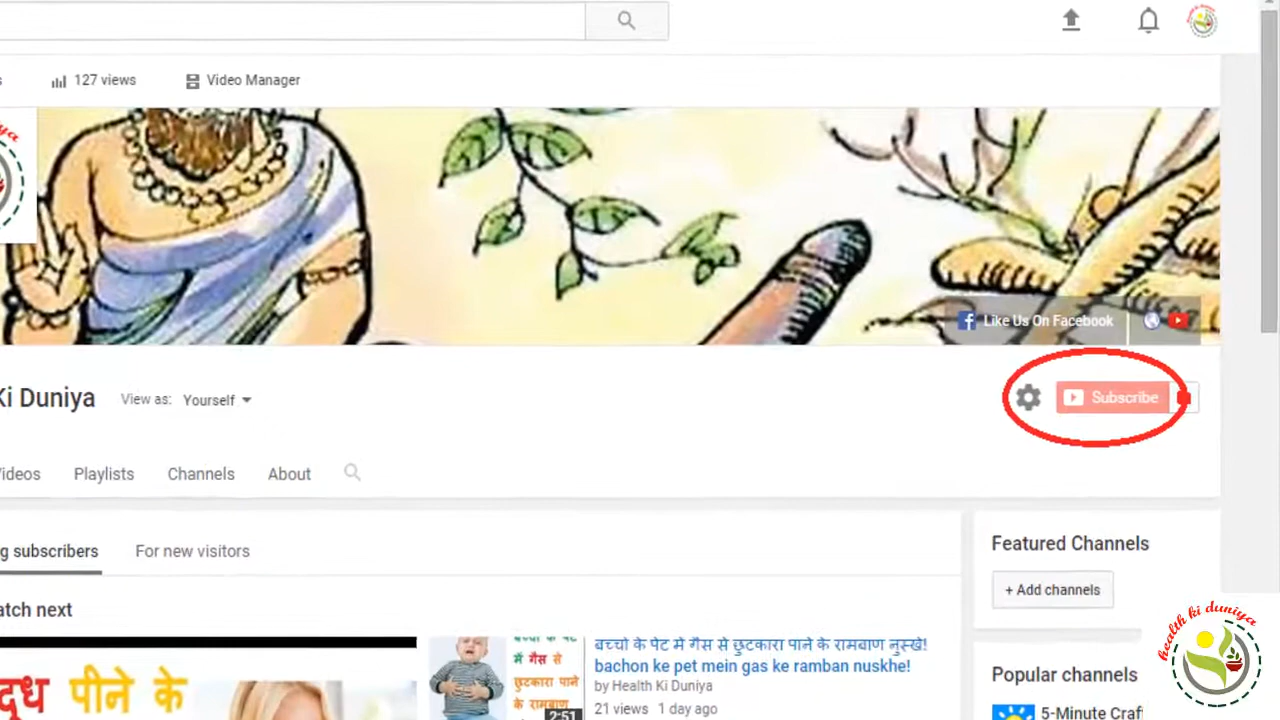 127 views
Video Manager
Like Us On Facebook
Ki Duniya
View as: Yourself
Subscribe
Videos
Playlists
Channels
About
g subscribers
For new visitors
Featured Channels
+ Add channels
atch next
health ki duniya
बच्चो के पेट में गैस से छुटकारा पाने के रामबाण नुस्खे!
bachon ke pet mein gas ke ramban nuskhe!
by Health Ki Duniya
21 views 1 day ago
Popular channels
5-Minute Craf
दूध पीने के
बच्चो के पेट
में गैस से
छुटकारा पाने
के रामबाण
2:51